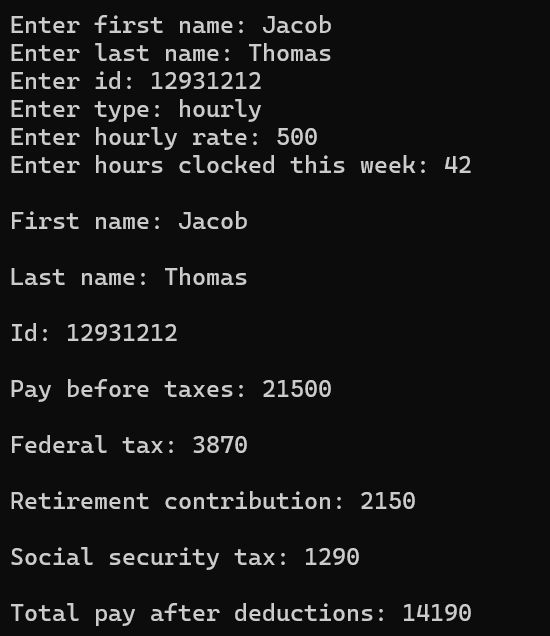 Enter first name: Jacob
Enter last name: Thomas
Enter id: 12931212
Enter type: hourly
Enter hourly rate: 500
Enter hours clocked this week: 42
First name: Jacob
Last name: Thomas
Id: 12931212
Pay before taxes: 21500
Federal tax: 3870
Retirement contribution: 2150
Social security tax: 1290
Total pay after deductions: 14190